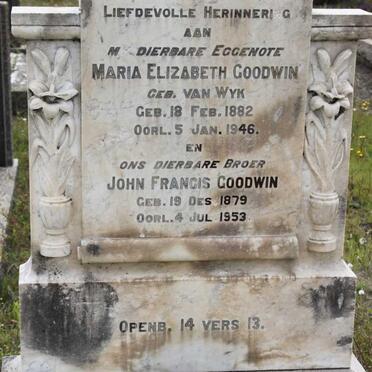 LIEFDEVOLLE HERINNERING
AAN
MY DIERBARE EGGENOTE
MARIA ELIZABETH GOODWIN
GEB. VAN WYK
GEB. 18 FEB. 1882
OORL. 5 JAN. 1946.
EN
ONS DIERBARE BROER
JOHN FRANCIS GOODWIN
GEB. 19 DES 1879
OORL. 4 JUL 1953
OPENB. 14 VERS 13.